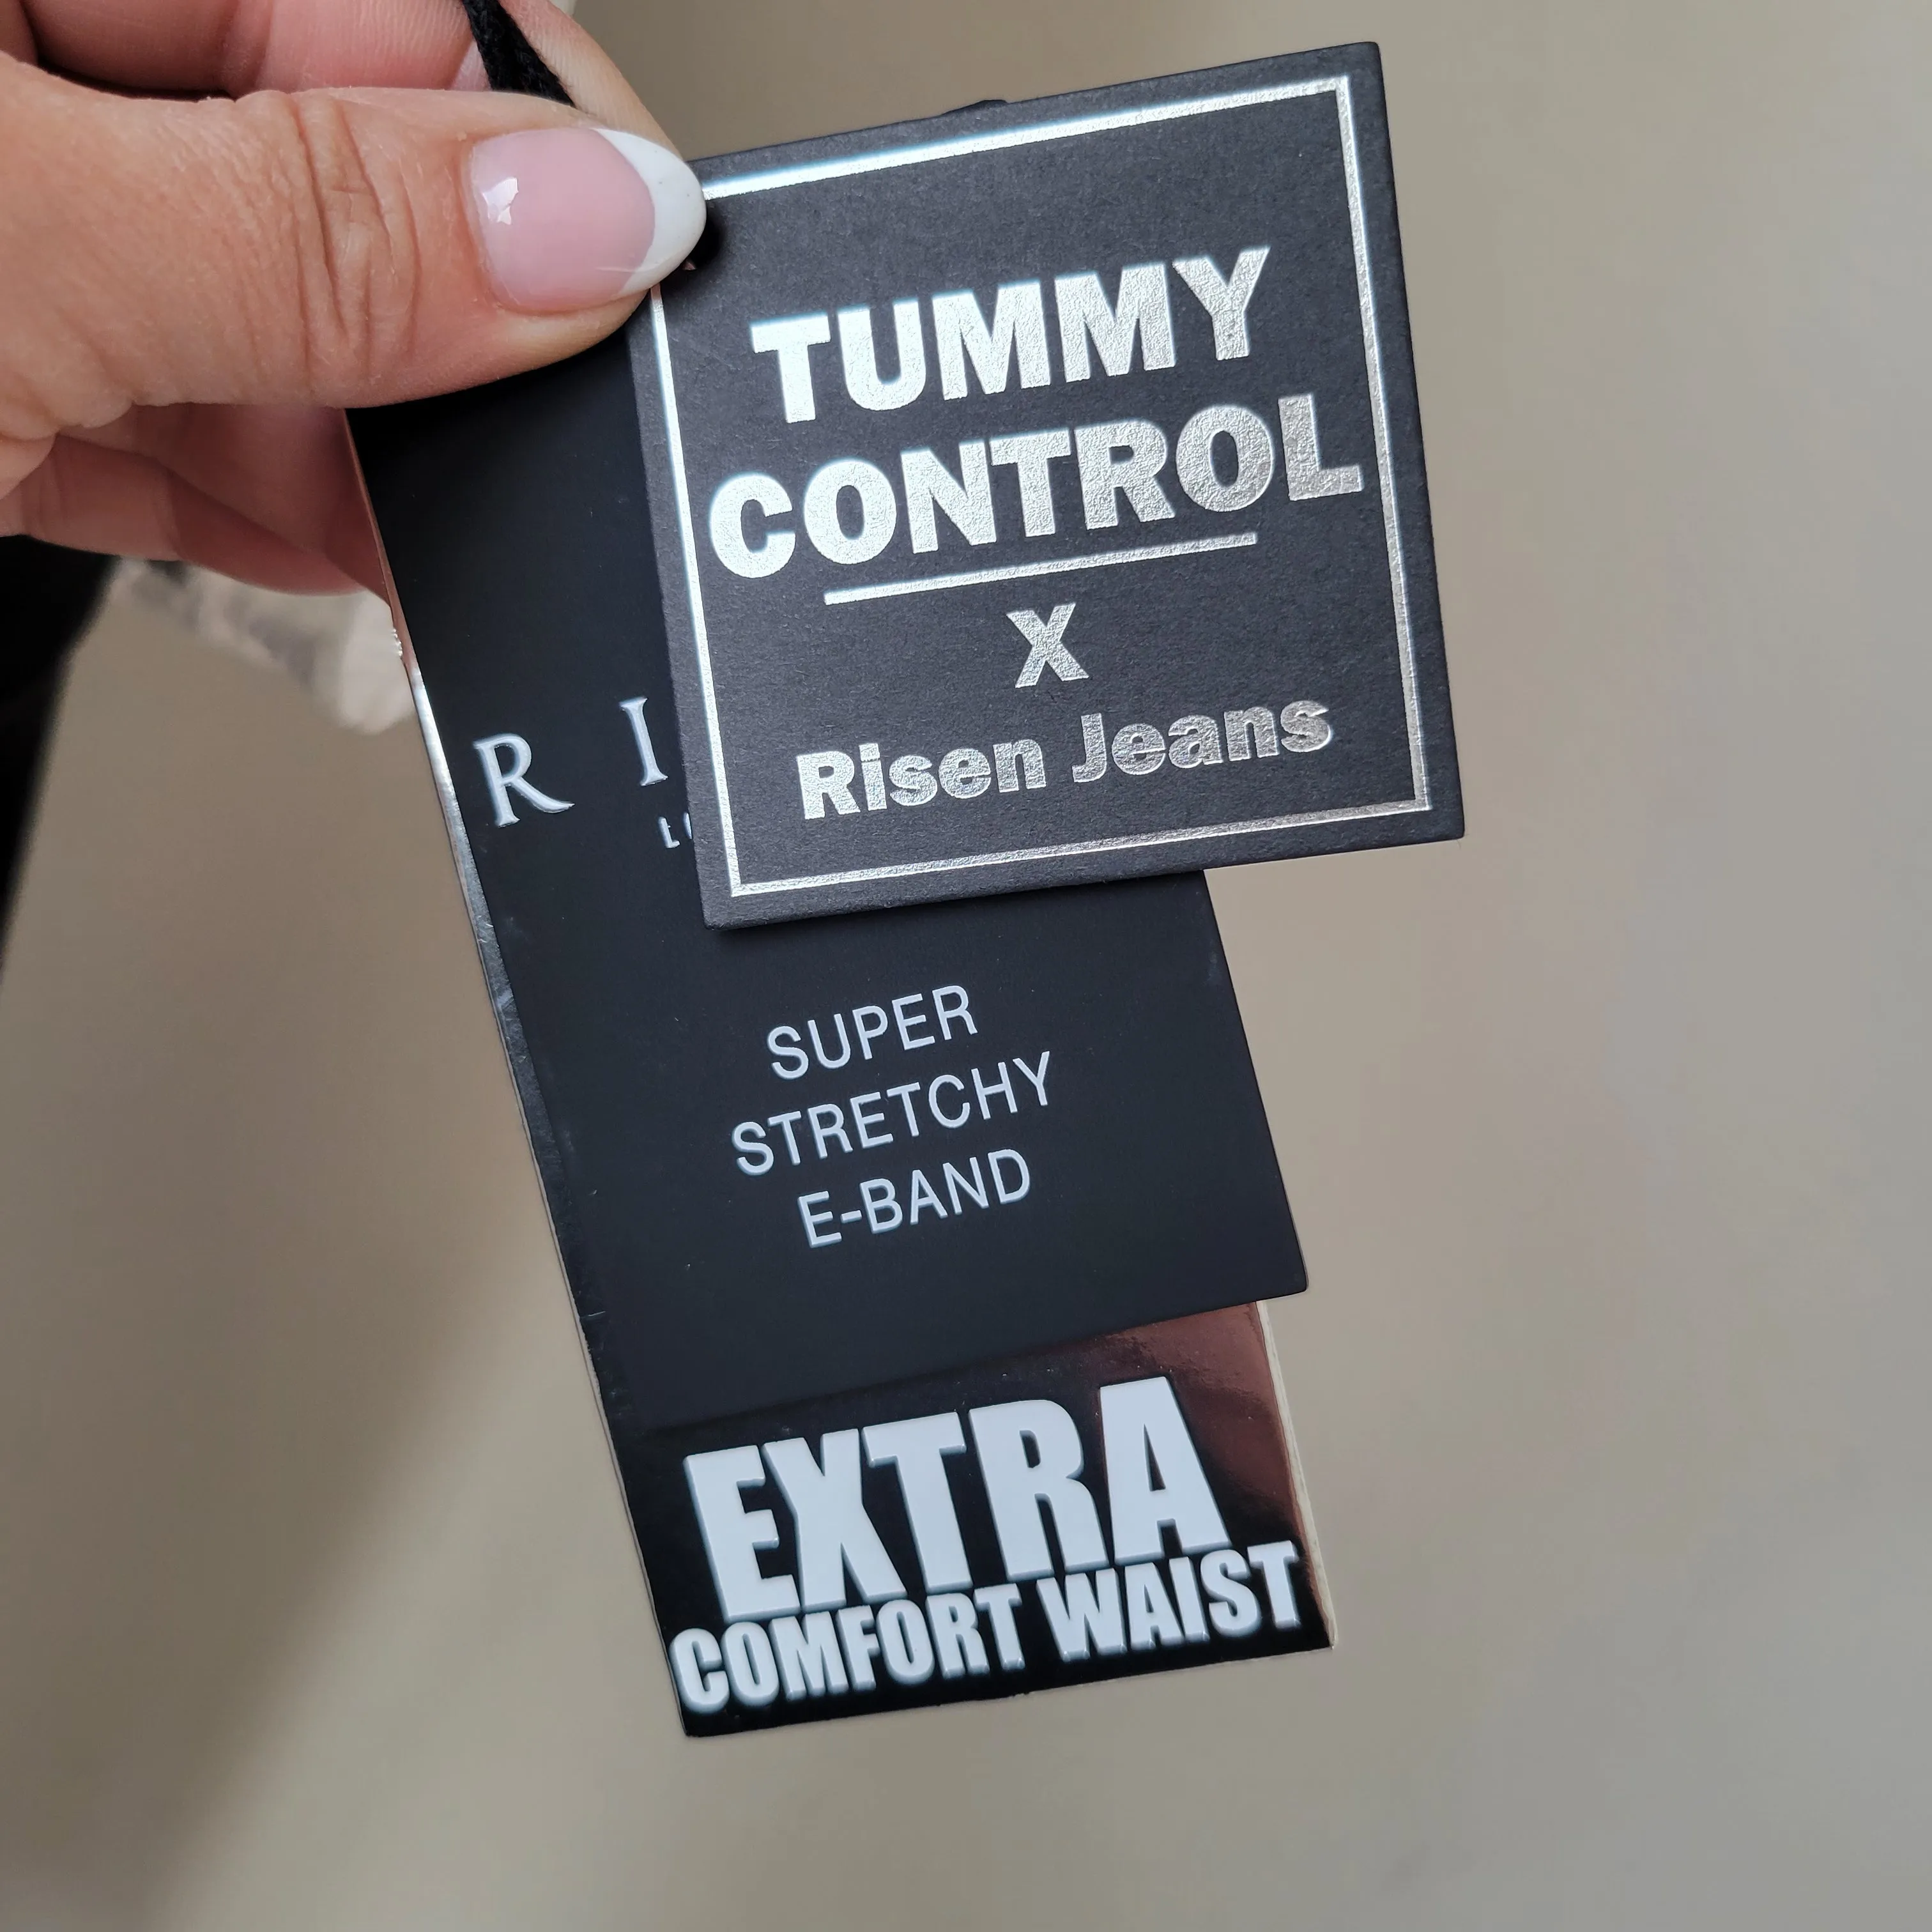 TUMMY
CONTROL
X
Risen Jeans
SUPER
STRETCHY
E-BAND
EXTRA
COMFORT WAIST